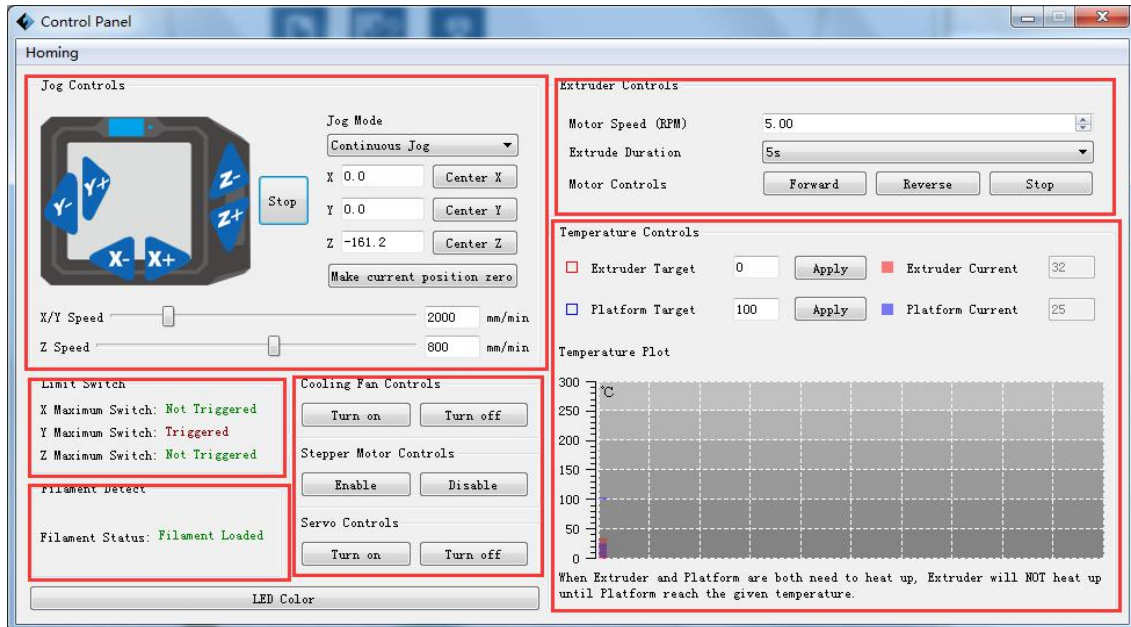 Control Panel
Homing
Jog Controls
Y-
Y+
Z-
Z+
X-
X+
Stop
Jog Mode
Continuous Jog
X 0.0 Center X
Y 0.0 Center Y
Z -161.2 Center Z
Make current position zero
X/Y Speed 2000 mm/min
Z Speed 800 mm/min
Limit Switch
X Maximum Switch: Not Triggered
Y Maximum Switch: Triggered
Z Maximum Switch: Not Triggered
Filament Detect
Filament Status: Filament Loaded
Cooling Fan Controls
Turn on Turn off
Stepper Motor Controls
Enable Disable
Servo Controls
Turn on Turn off
LED Color
Extruder Controls
Motor Speed (RPM) 5.00
Extrude Duration 5s
Motor Controls Forward Reverse Stop
Temperature Controls
Extruder Target 0 Apply Extruder Current 32
Platform Target 100 Apply Platform Current 25
Temperature Plot
300 °C
250
200
150
100
50
0
When Extruder and Platform are both need to heat up, Extruder will NOT heat up
until Platform reach the given temperature.